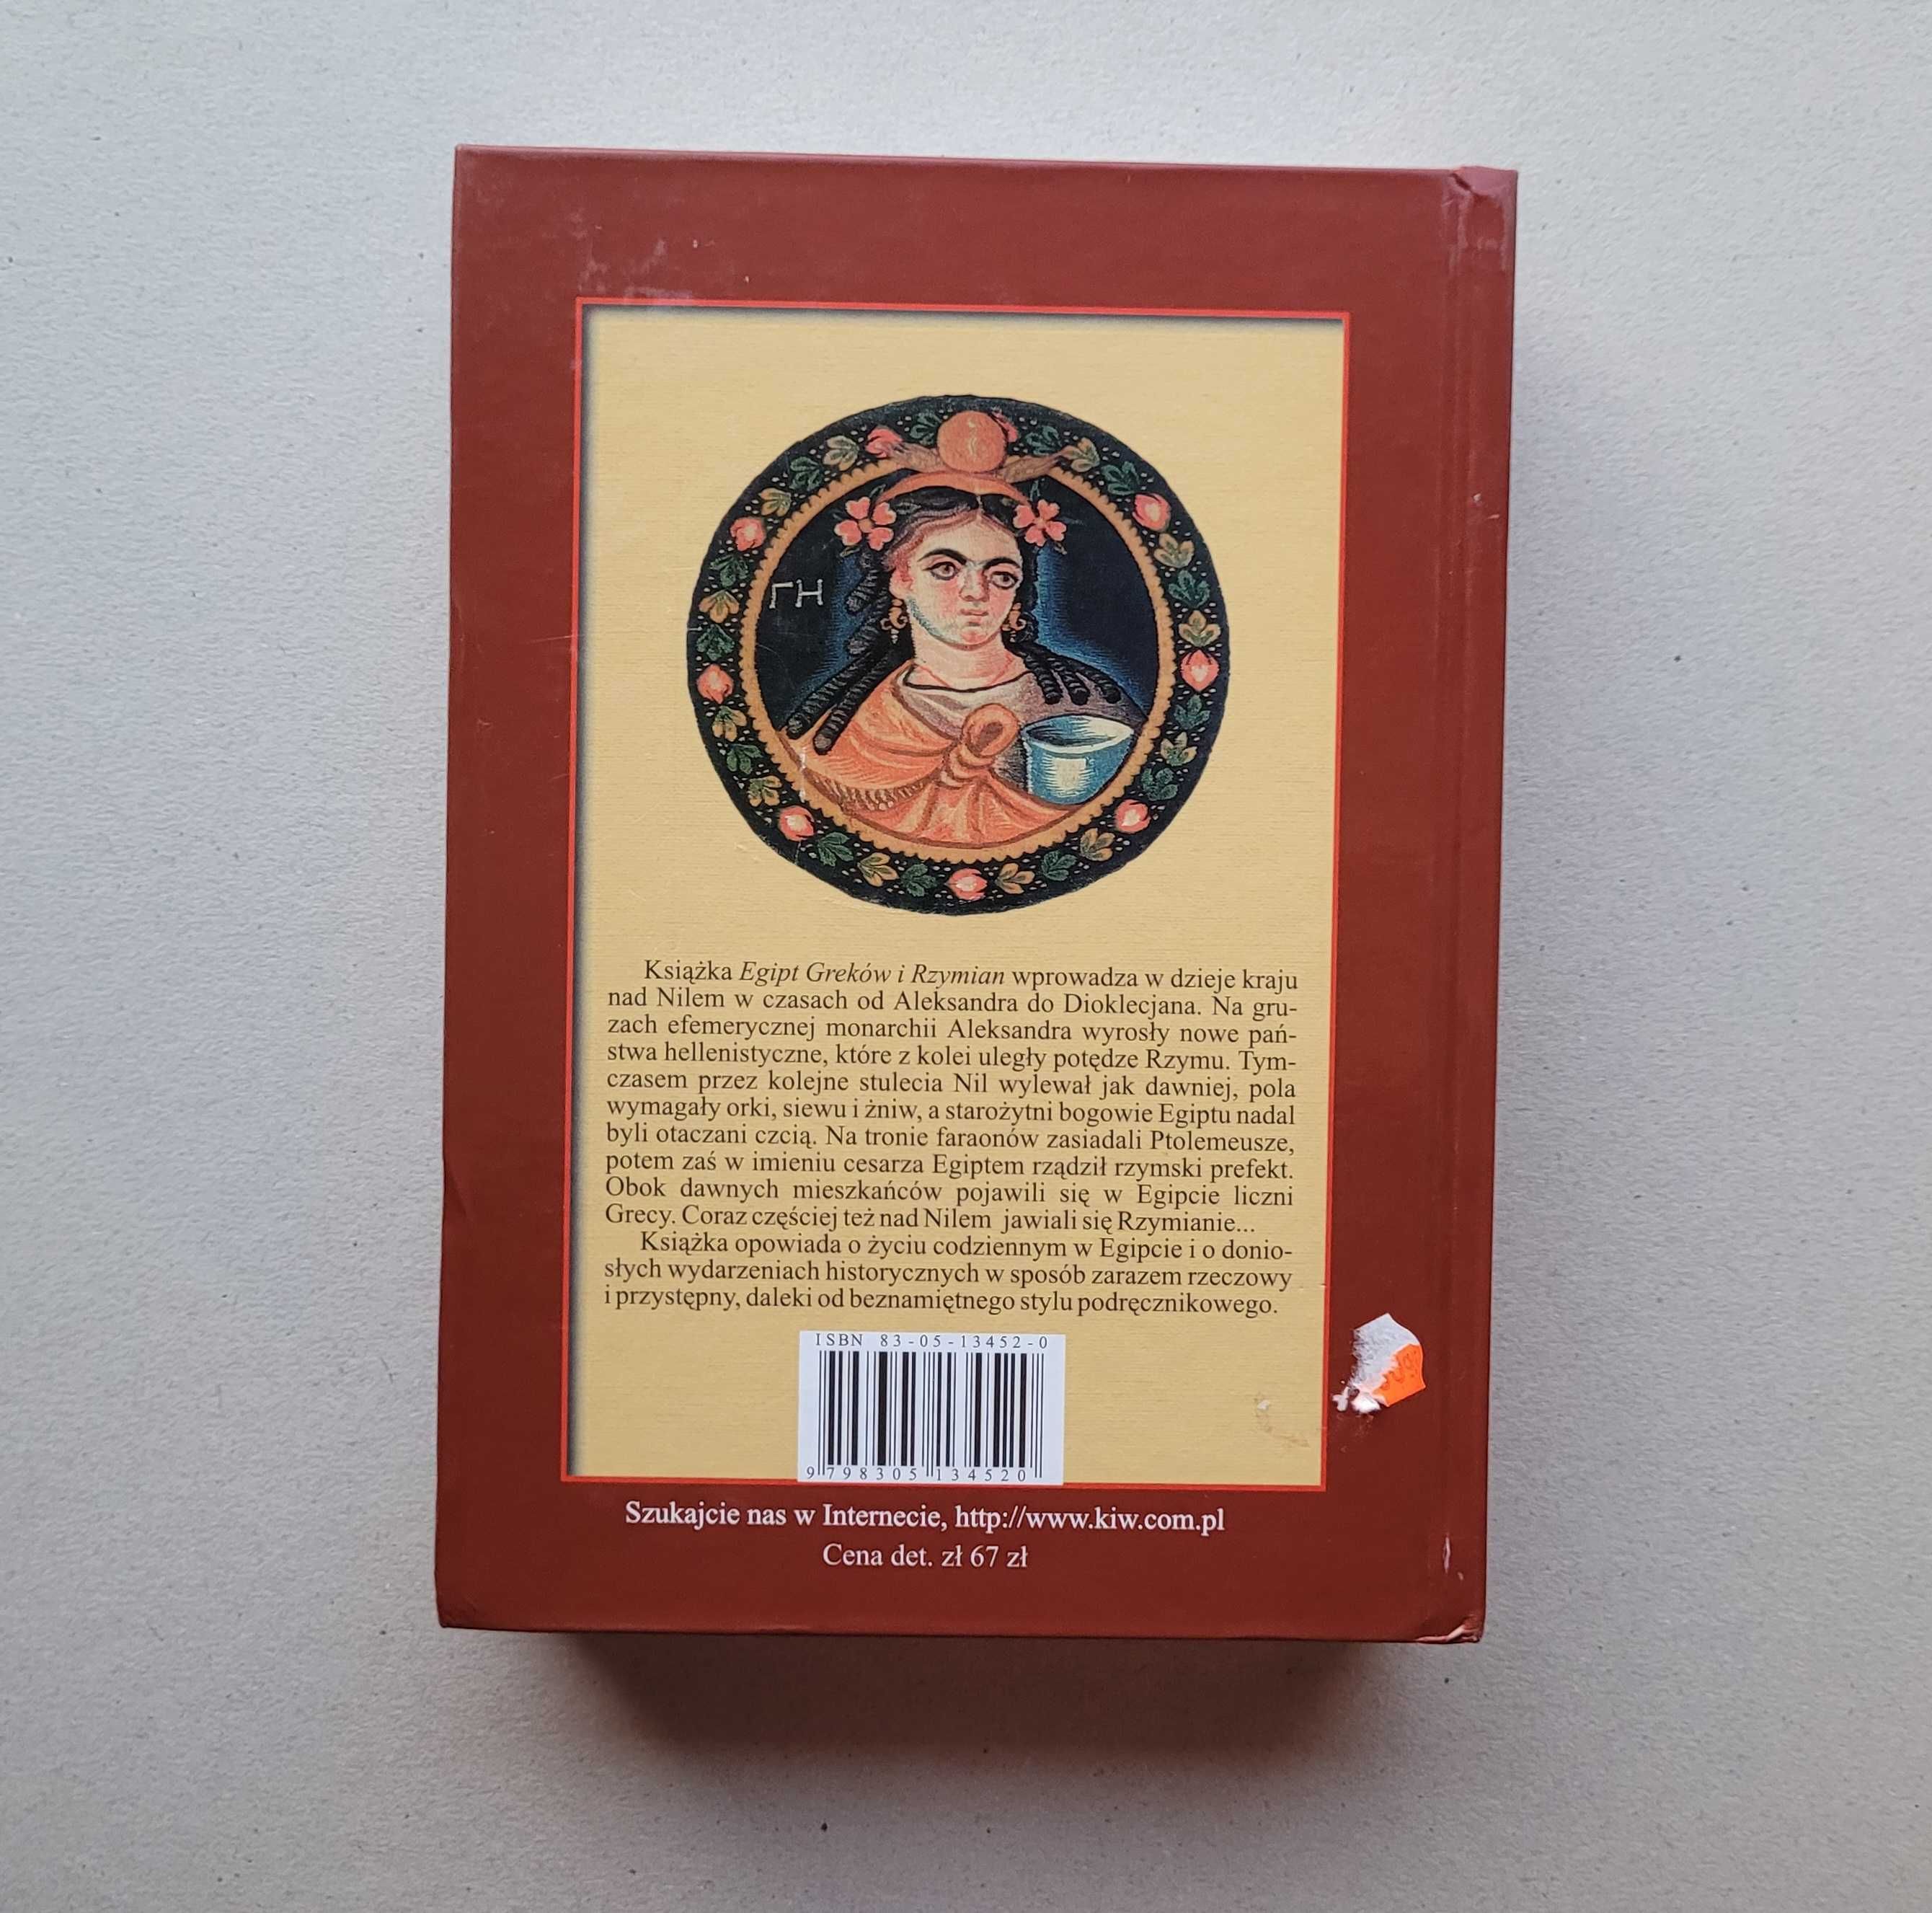 ΓΗ
Książka Egipt Greków i Rzymian wprowadza w dzieje kraju
nad Nilem w czasach od Aleksandra do Dioklecjana. Na gru-
zach efemerycznej monarchii Aleksandra wyrosły nowe pań-
stwa hellenistyczne, które z kolei uległy potędze Rzymu. Tym-
czasem przez kolejne stulecia Nil wylewał jak dawniej, pola
wymagały orki, siewu i żniw, a starożytni bogowie Egiptu nadal
byli otaczani czcią. Na tronie faraonów zasiadali Ptolemeusze,
potem zaś w imieniu cesarza Egiptem rządził rzymski prefekt.
Obok dawnych mieszkańców pojawili się w Egipcie liczni
Grecy. Coraz częściej też nad Nilem jawiali się Rzymianie...
Książka opowiada o życiu codziennym w Egipcie i o donio-
słych wydarzeniach historycznych w sposób zarazem rzeczowy
i przystępny, daleki od beznamiętnego stylu podręcznikowego.
ISBN 83-05-13452-0
9 798305 134520
Szukajcie nas w Internecie, http://www.kiw.com.pl
Cena det. zł 67 zł